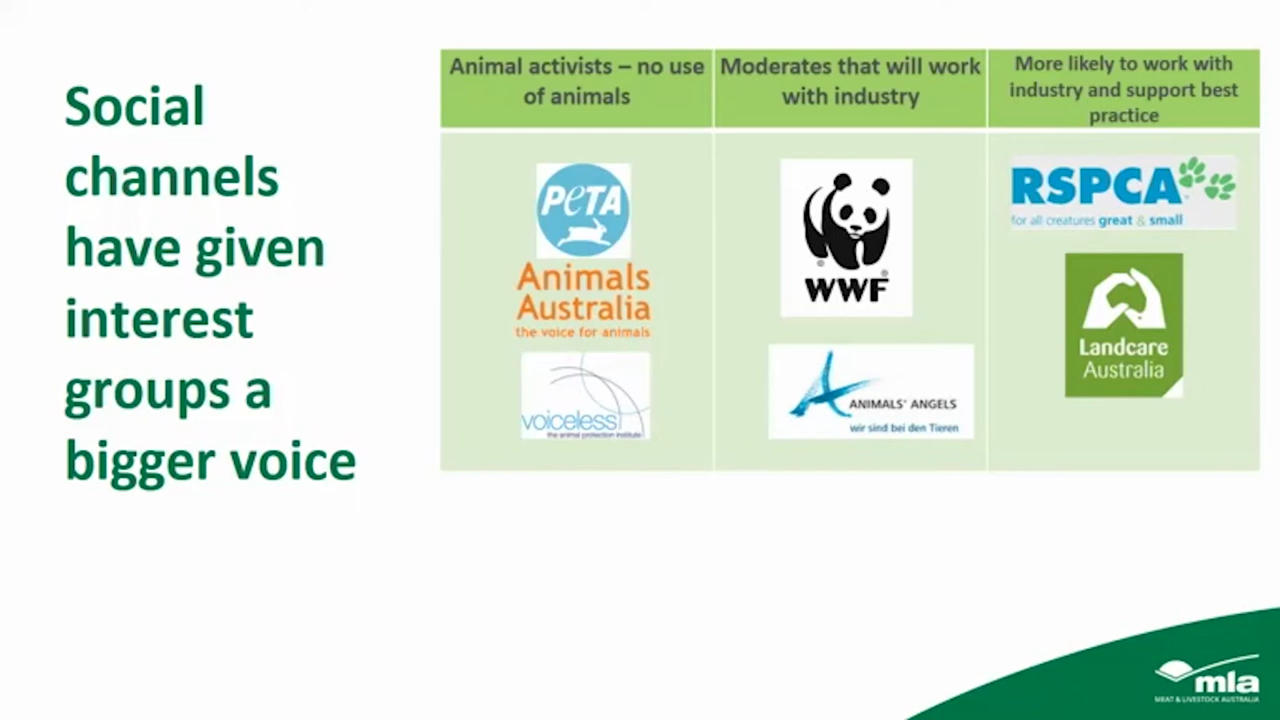 Social
channels
have given
interest
groups a
bigger voice
Animal activists – no use
of animals
Moderates that will work
with industry
More likely to work with
industry and support best
practice
PeTA
Animals
Australia
the voice for animals
voiceless
the animal protection institute
WWF
ANIMALS' ANGELS
wir sind bei den Tieren
RSPCA
for all creatures great & small
Landcare
Australia
mla
MEAT & LIVESTOCK AUSTRALIA